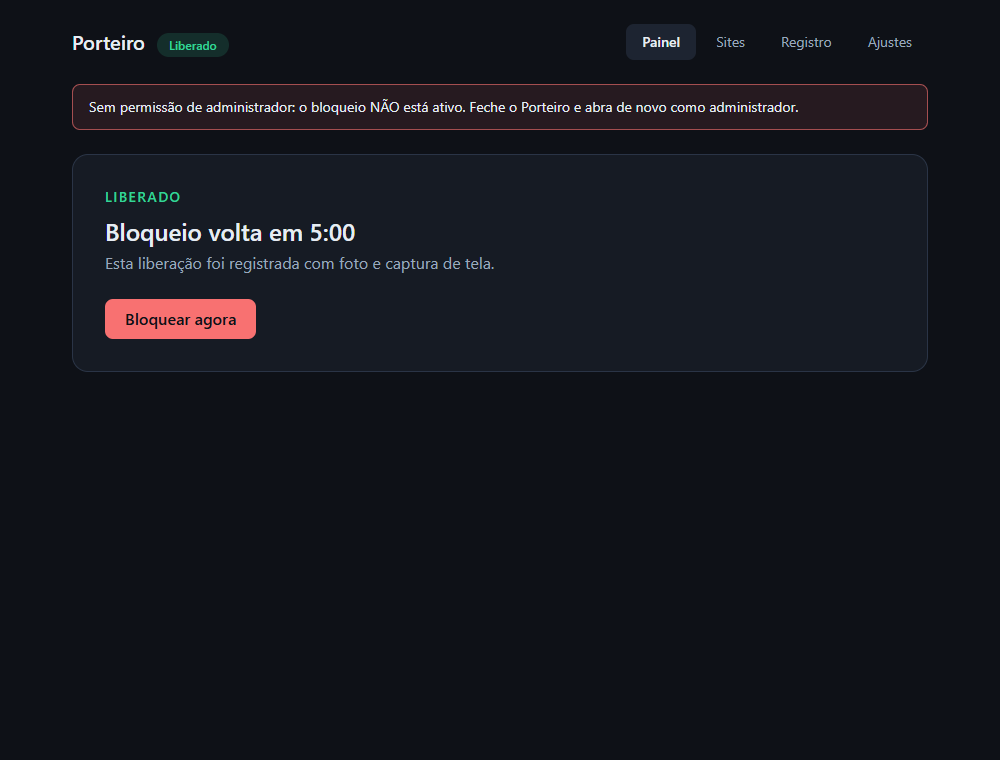 Porteiro
Liberado
Painel
Sites
Registro
Ajustes
Sem permissão de administrador: o bloqueio NÃO está ativo. Feche o Porteiro e abra de novo como administrador.
LIBERADO
Bloqueio volta em 5:00
Esta liberação foi registrada com foto e captura de tela.
Bloquear agora